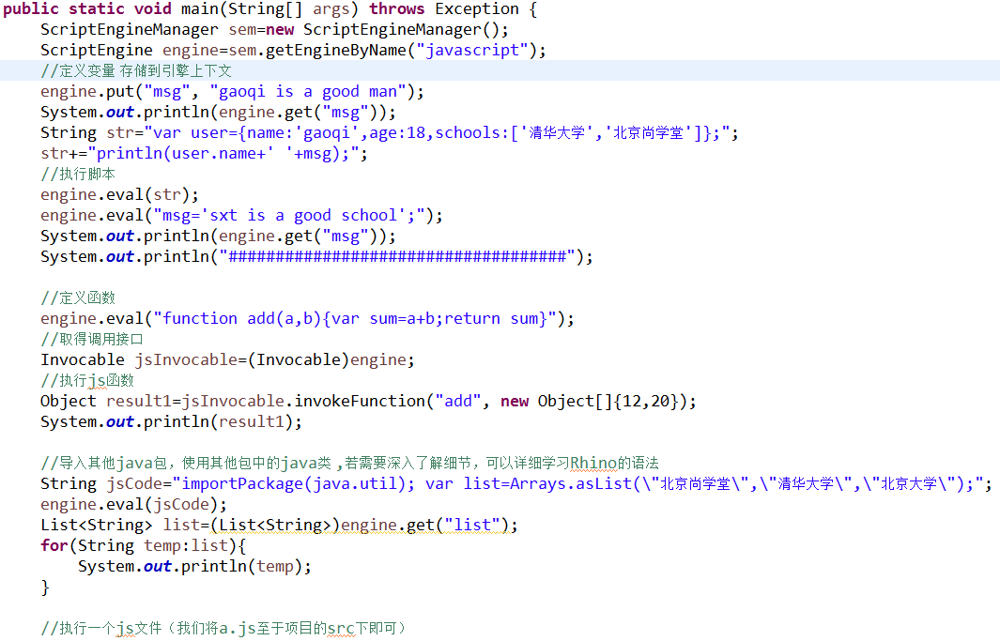 public static void main(String[] args) throws Exception {
    ScriptEngineManager sem=new ScriptEngineManager();
    ScriptEngine engine=sem.getEngineByName("javascript");
    //定义变量 存储到引擎上下文
    engine.put("msg", "gaoqi is a good man");
    System.out.println(engine.get("msg"));
    String str="var user={name:'gaoqi',age:18,schools:['清华大学','北京尚学堂']};";
    str+="println(user.name+' '+msg);";
    //执行脚本
    engine.eval(str);
    engine.eval("msg='sxt is a good school';");
    System.out.println(engine.get("msg"));
    System.out.println("####################################");

    //定义函数
    engine.eval("function add(a,b){var sum=a+b;return sum}");
    //取得调用接口
    Invocable jsInvocable=(Invocable)engine;
    //执行js函数
    Object result1=jsInvocable.invokeFunction("add", new Object[]{12,20});
    System.out.println(result1);

    //导入其他java包，使用其他包中的java类 ,若需要深入了解细节，可以详细学习Rhino的语法
    String jsCode="importPackage(java.util); var list=Arrays.asList(\"北京尚学堂\",\"清华大学\",\"北京大学\");";
    engine.eval(jsCode);
    List<String> list=(List<String>)engine.get("list");
    for(String temp:list){
        System.out.println(temp);
    }

    //执行一个js文件（我们将a.js至于项目的src下即可）